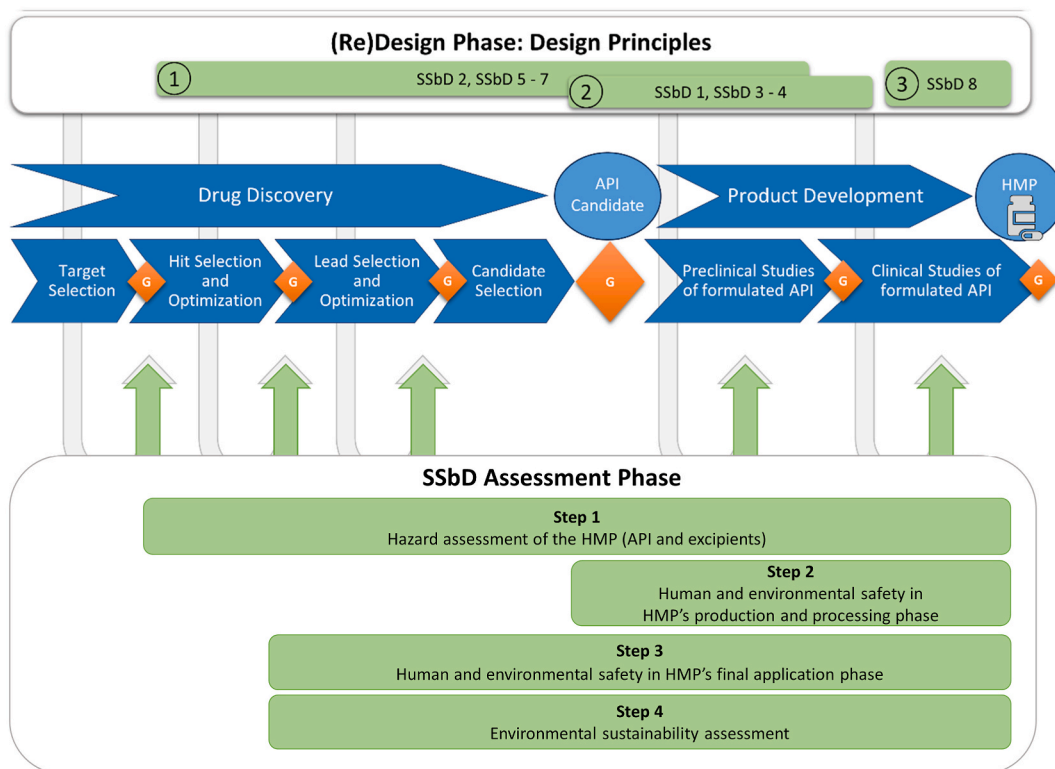 (Re)Design Phase: Design Principles
1
SSbD 2, SSbD 5 - 7
2
SSbD 1, SSbD 3 - 4
3
SSbD 8
Drug Discovery
API
Candidate
Product Development
HMP
Target
Selection
G
Hit Selection
and
Optimization
G
Lead Selection
and
Optimization
G
Candidate
Selection
G
Preclinical Studies
of formulated API
G
Clinical Studies of
formulated API
G
SSbD Assessment Phase
Step 1
Hazard assessment of the HMP (API and excipients)
Step 2
Human and environmental safety in
HMP's production and processing phase
Step 3
Human and environmental safety in HMP's final application phase
Step 4
Environmental sustainability assessment